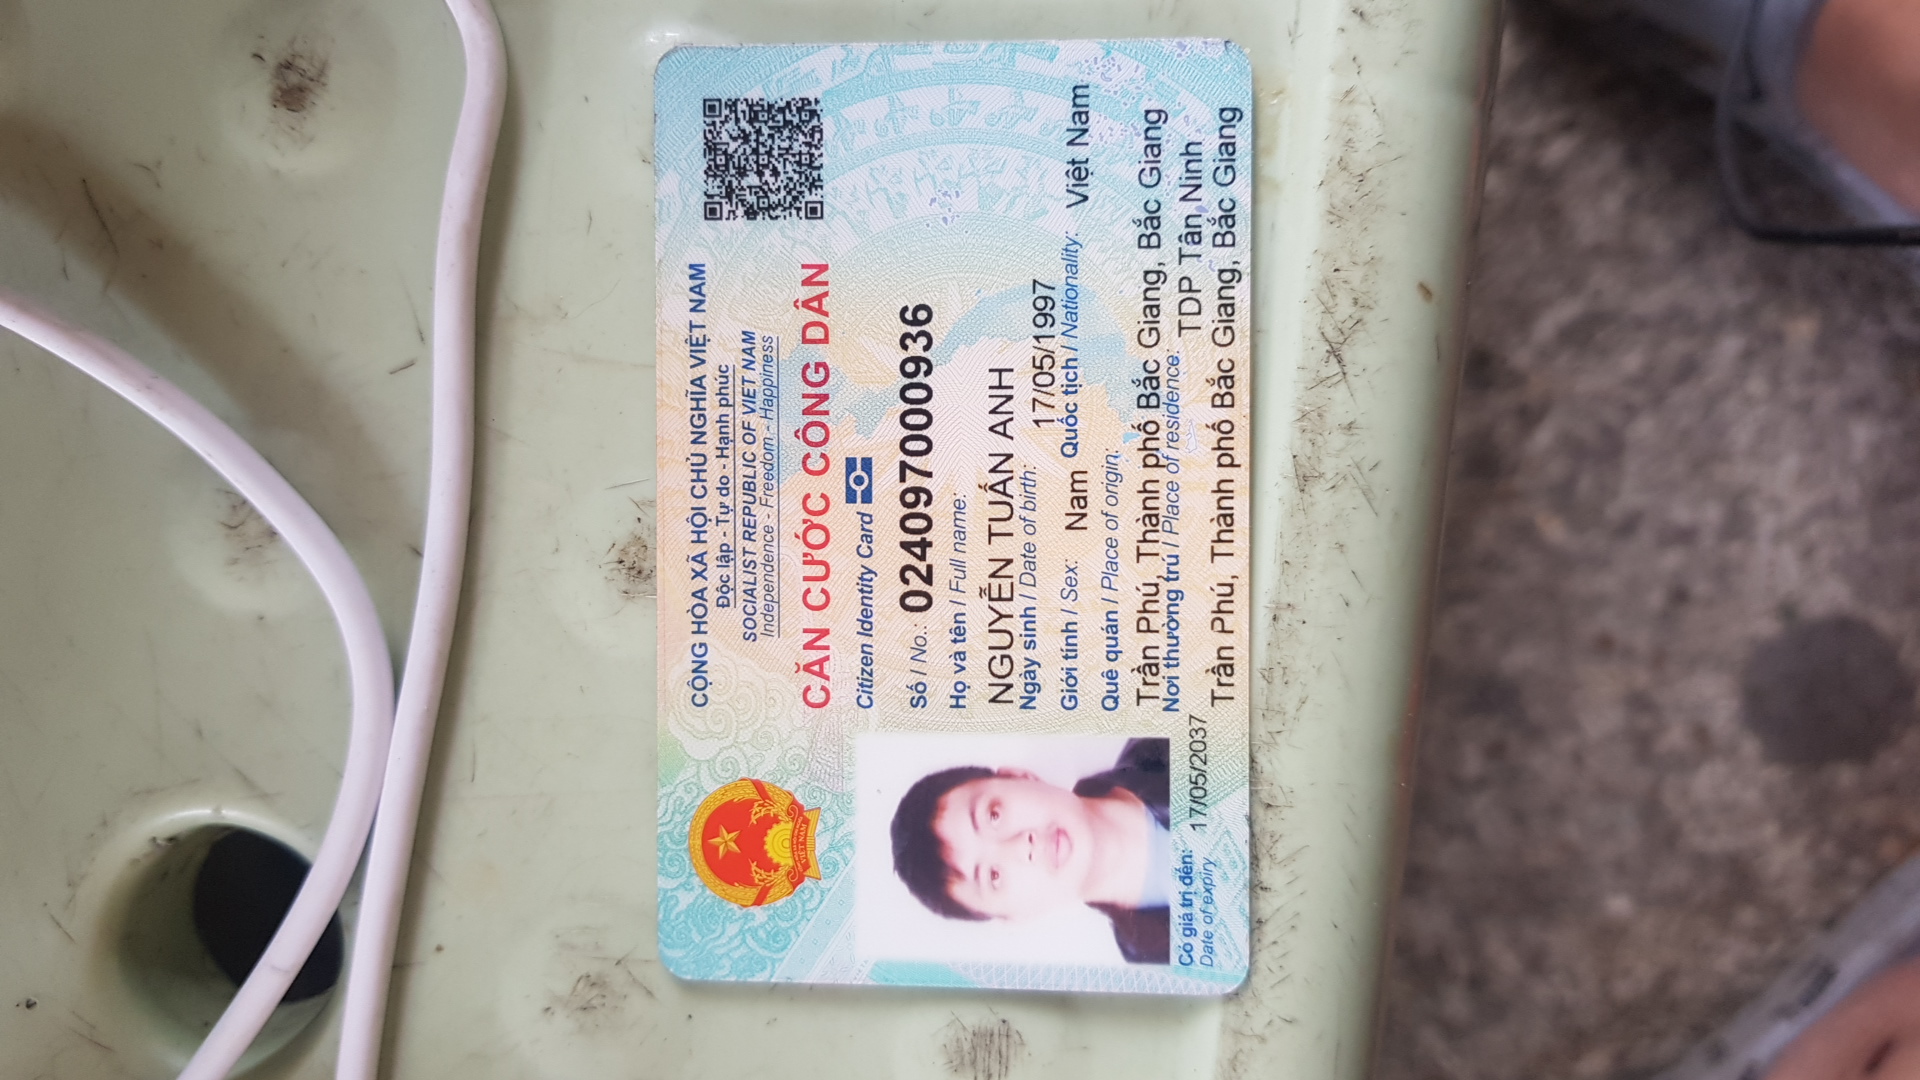 CỘNG HÒA XÃ HỘI CHỦ NGHĨA VIỆT NAM
Độc lập - Tự do - Hạnh phúc
SOCIALIST REPUBLIC OF VIET NAM
Independence - Freedom - Happiness
CĂN CƯỚC CÔNG DÂN
Citizen Identity Card
Số / No.: 024097000936
Họ và tên / Full name:
NGUYỄN TUẤN ANH
Ngày sinh / Date of birth: 17/05/1997
Giới tính / Sex: Nam Quốc tịch / Nationality: Việt Nam
Quê quán / Place of origin:
Trần Phú, Thành phố Bắc Giang, Bắc Giang
Nơi thường trú / Place of residence: TDP Tân Ninh
Trần Phú, Thành phố Bắc Giang, Bắc Giang
Có giá trị đến: 17/05/2037
Date of expiry
VIỆT NAM